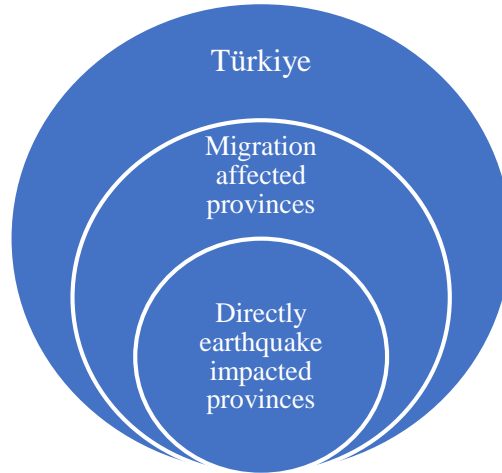 Türkiye
Migration
affected
provinces
Directly
earthquake
impacted
provinces